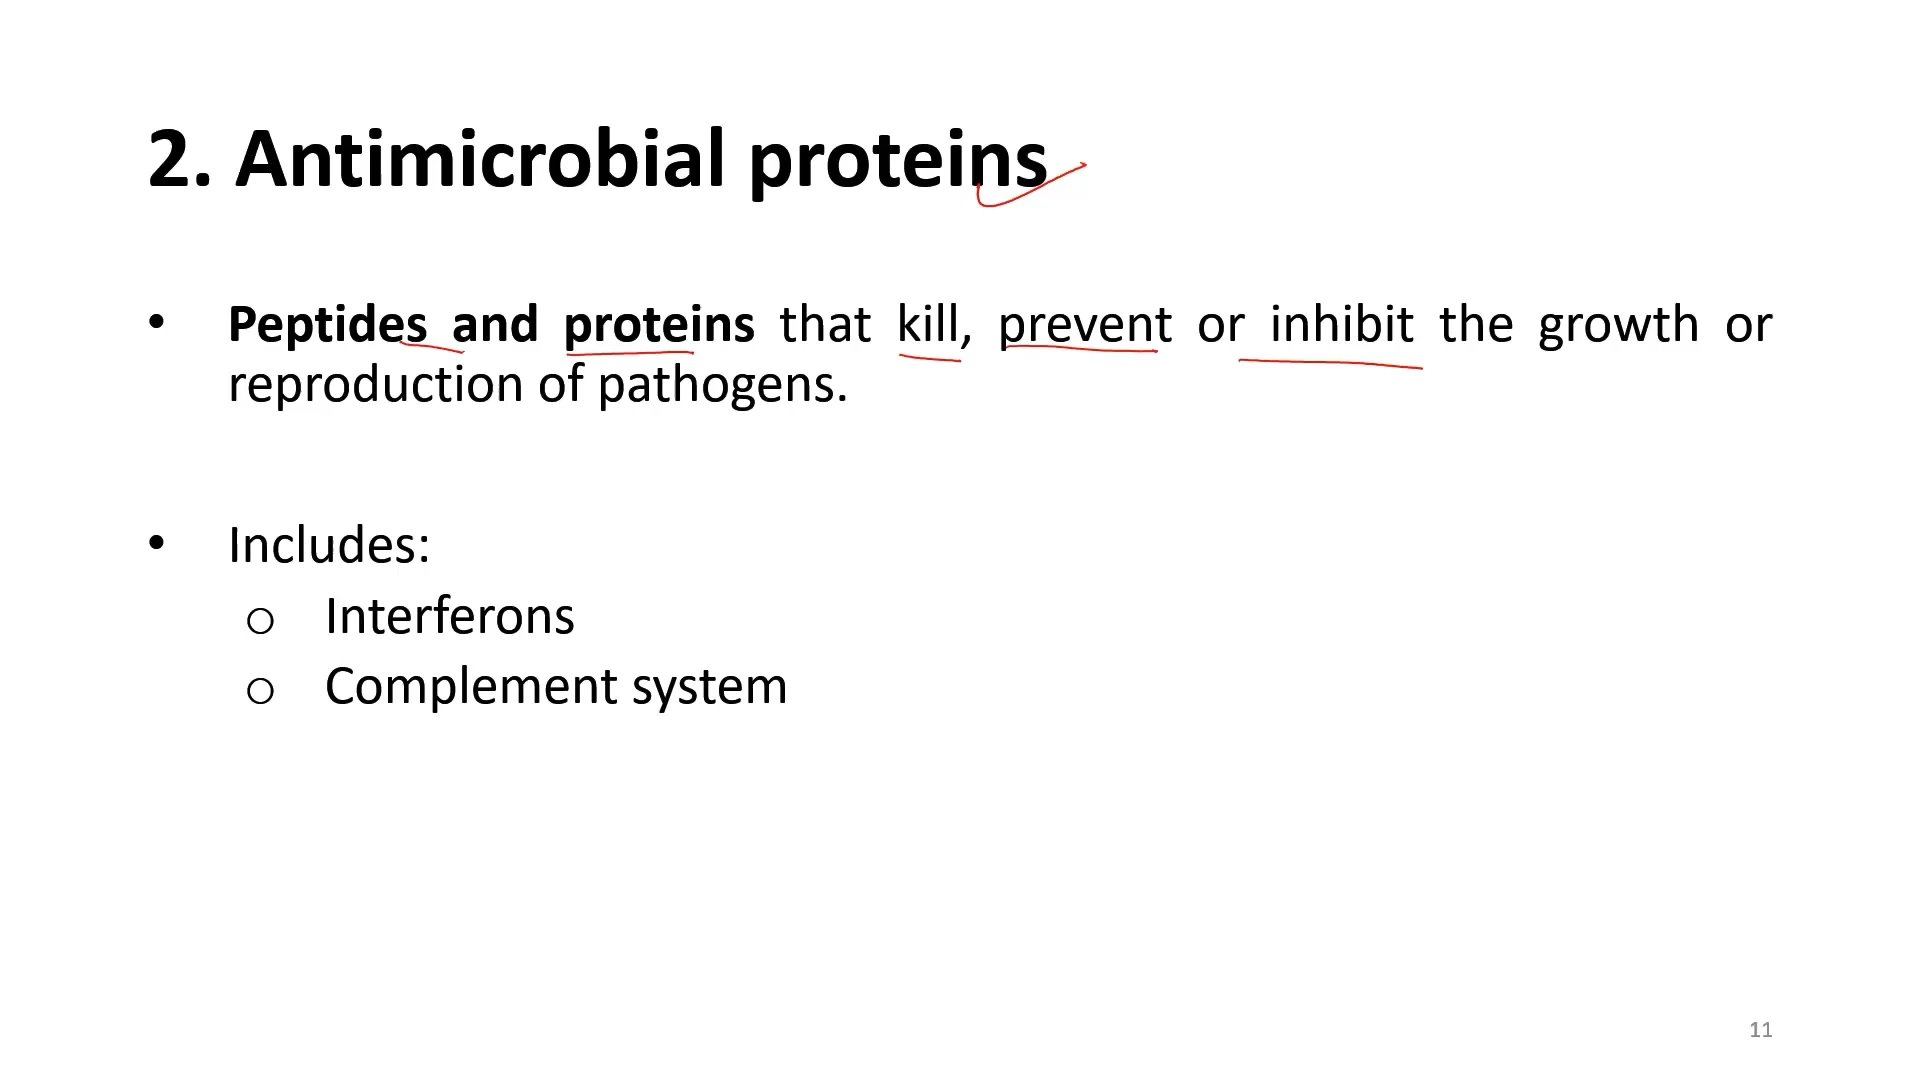 2. Antimicrobial proteins
• Peptides and proteins that kill, prevent or inhibit the growth or
reproduction of pathogens.
• Includes:
o Interferons
o Complement system
11